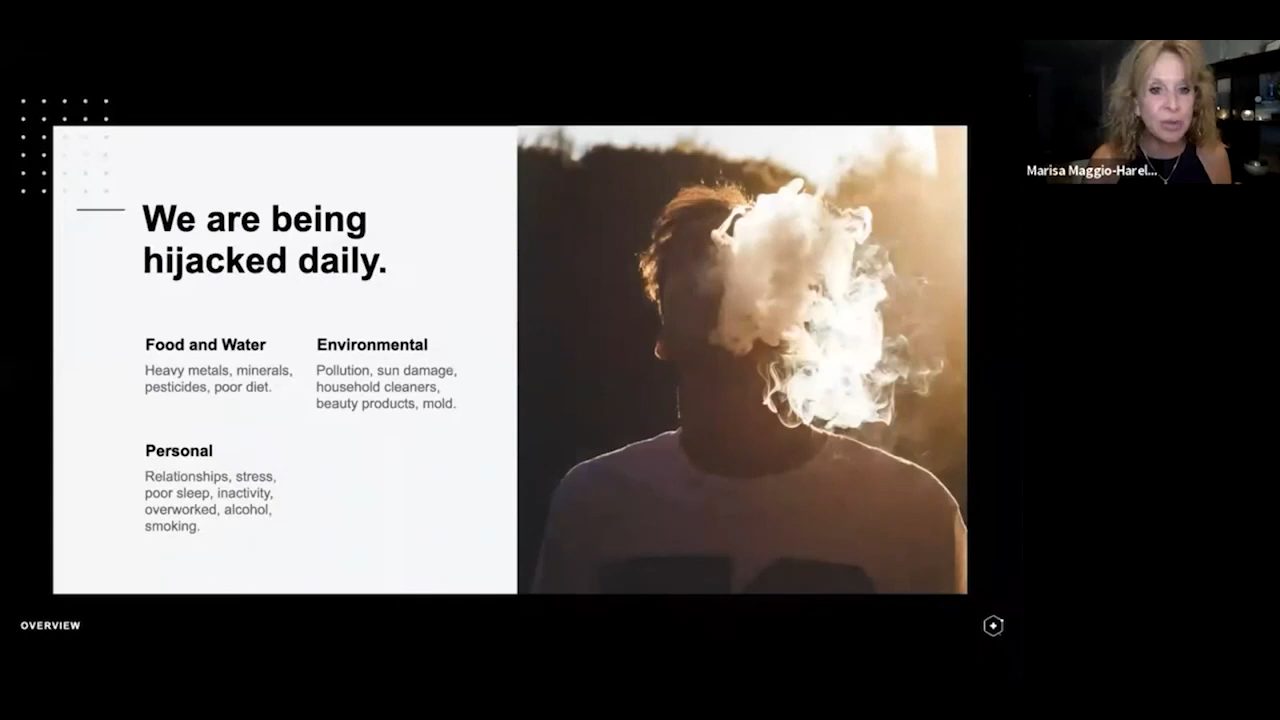 Marisa Maggio-Harel...
We are being
hijacked daily.
Food and Water
Heavy metals, minerals,
pesticides, poor diet.
Environmental
Pollution, sun damage,
household cleaners,
beauty products, mold.
Personal
Relationships, stress,
poor sleep, inactivity,
overworked, alcohol,
smoking.
OVERVIEW